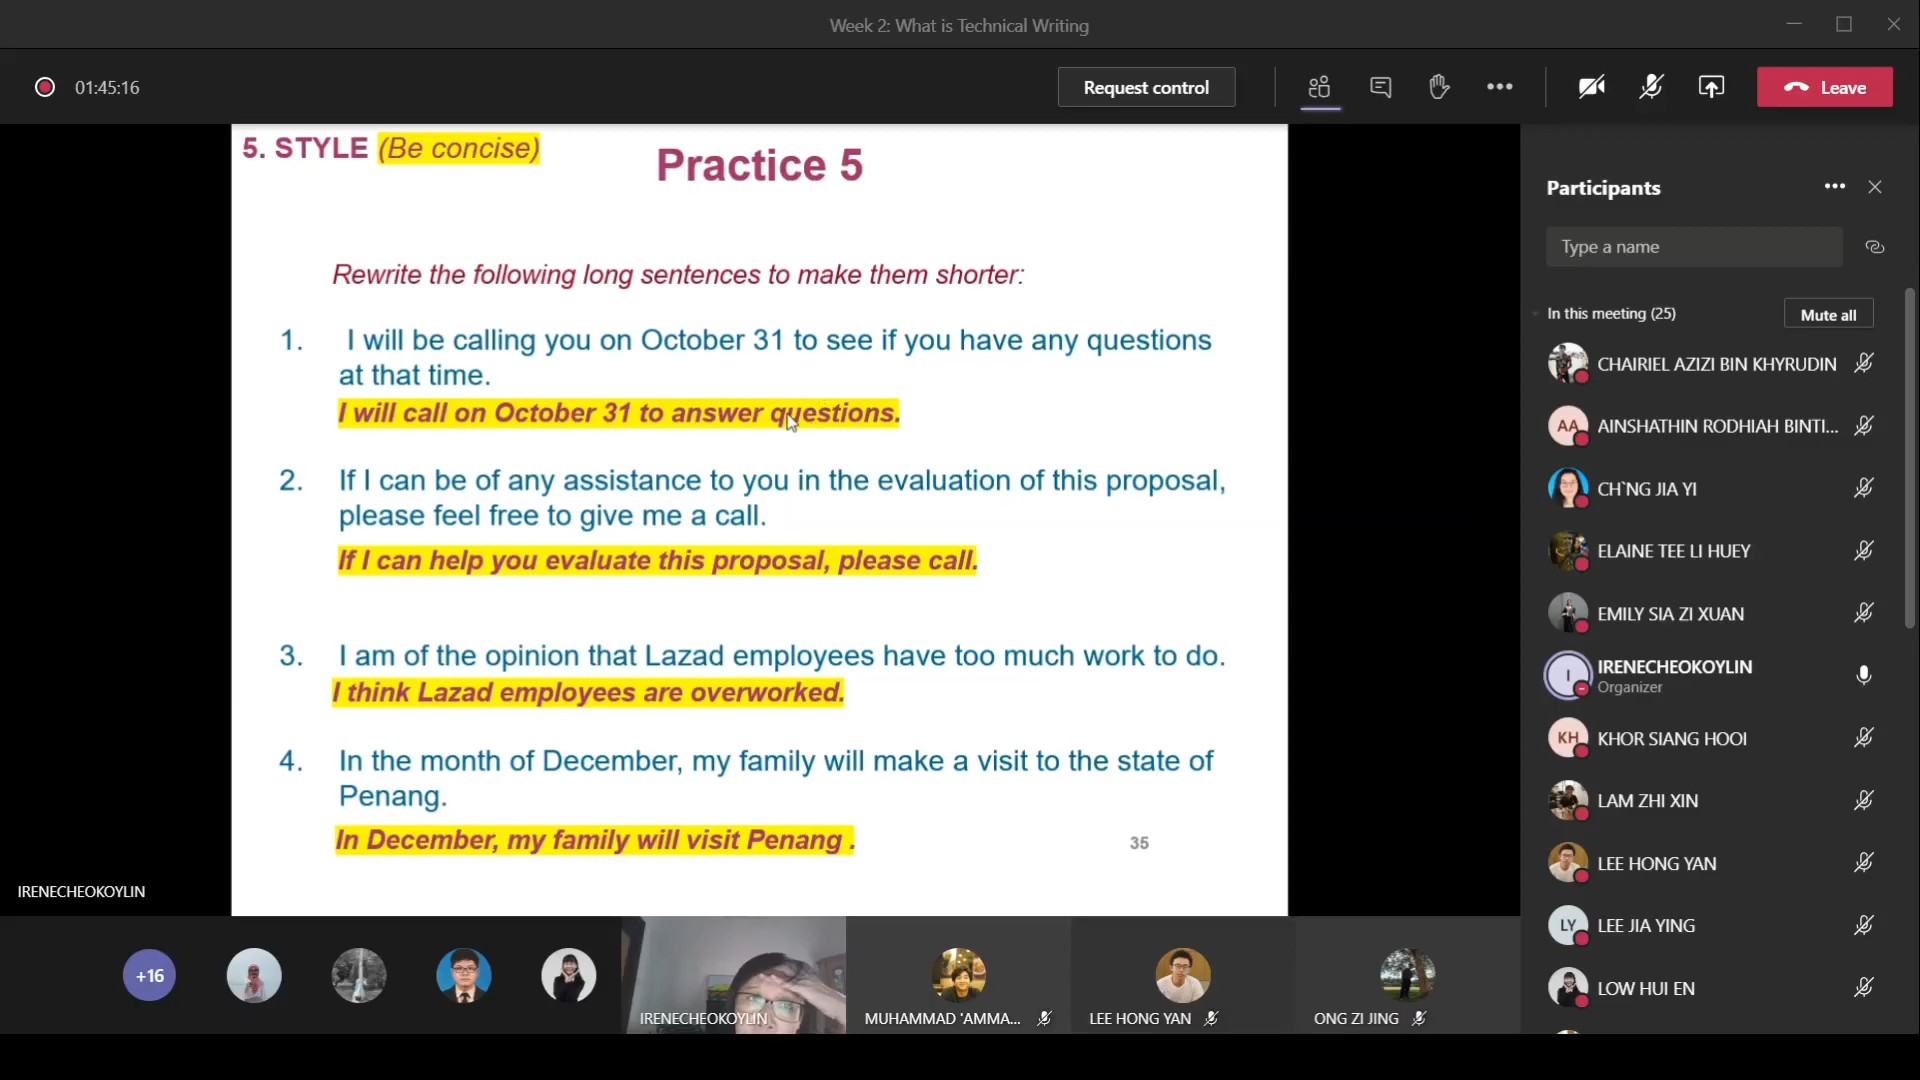 Week 2: What is Technical Writing
01:45:16
Request control
Leave
5. STYLE (Be concise)
Practice 5
Rewrite the following long sentences to make them shorter:
1. I will be calling you on October 31 to see if you have any questions
at that time.
I will call on October 31 to answer questions.
2. If I can be of any assistance to you in the evaluation of this proposal,
please feel free to give me a call.
If I can help you evaluate this proposal, please call.
3. I am of the opinion that Lazad employees have too much work to do.
I think Lazad employees are overworked.
4. In the month of December, my family will make a visit to the state of
Penang.
In December, my family will visit Penang .
35
IRENECHEOKOYLIN
Participants
Type a name
In this meeting (25)
Mute all
CHAIRIEL AZIZI BIN KHYRUDIN
AA
AINSHATHIN RODHIAH BINTI...
CH`NG JIA YI
ELAINE TEE LI HUEY
EMILY SIA ZI XUAN
I
IRENECHEOKOYLIN
Organizer
KH
KHOR SIANG HOOI
LAM ZHI XIN
LEE HONG YAN
LY
LEE JIA YING
LOW HUI EN
+16
IRENECHEOKOYLIN
MUHAMMAD 'AMMA...
LEE HONG YAN
ONG ZI JING